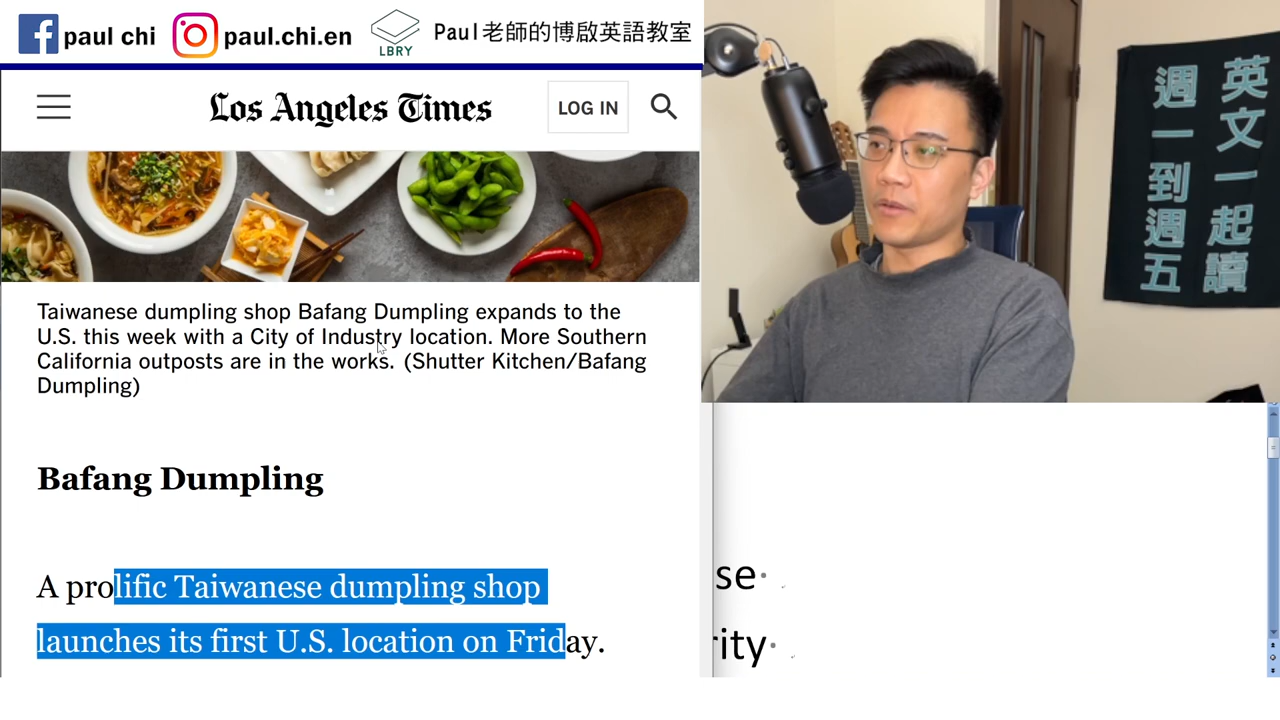 paul chi
paul.chi.en
LBRY
Paul老師的博啟英語教室
Los Angeles Times
LOG IN
Taiwanese dumpling shop Bafang Dumpling expands to the
U.S. this week with a City of Industry location. More Southern
California outposts are in the works. (Shutter Kitchen/Bafang
Dumpling)
Bafang Dumpling
A prolific Taiwanese dumpling shop
launches its first U.S. location on Friday.
英文一起讀
週一到週五
se
rity